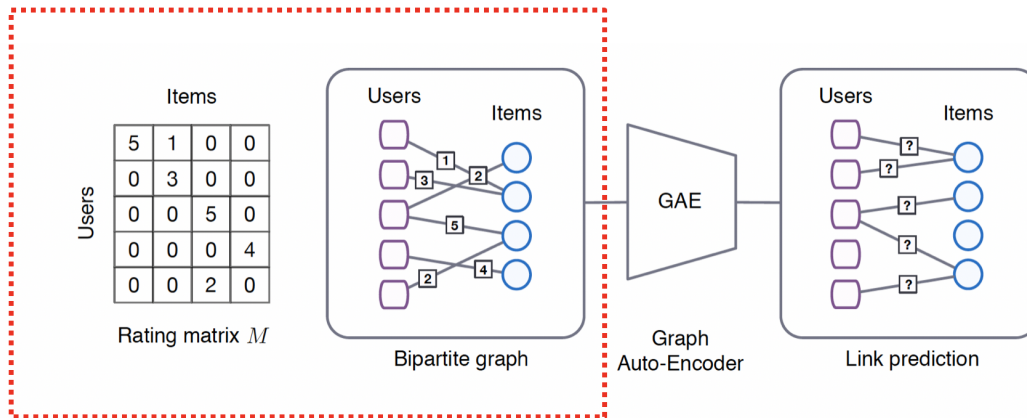 Items
Users
5 1 0 0
0 3 0 0
0 0 5 0
0 0 0 4
0 0 2 0
Rating matrix M
Users
Items
1
2
3
5
4
2
Bipartite graph
GAE
Graph
Auto-Encoder
Users
Items
?
?
?
?
?
Link prediction